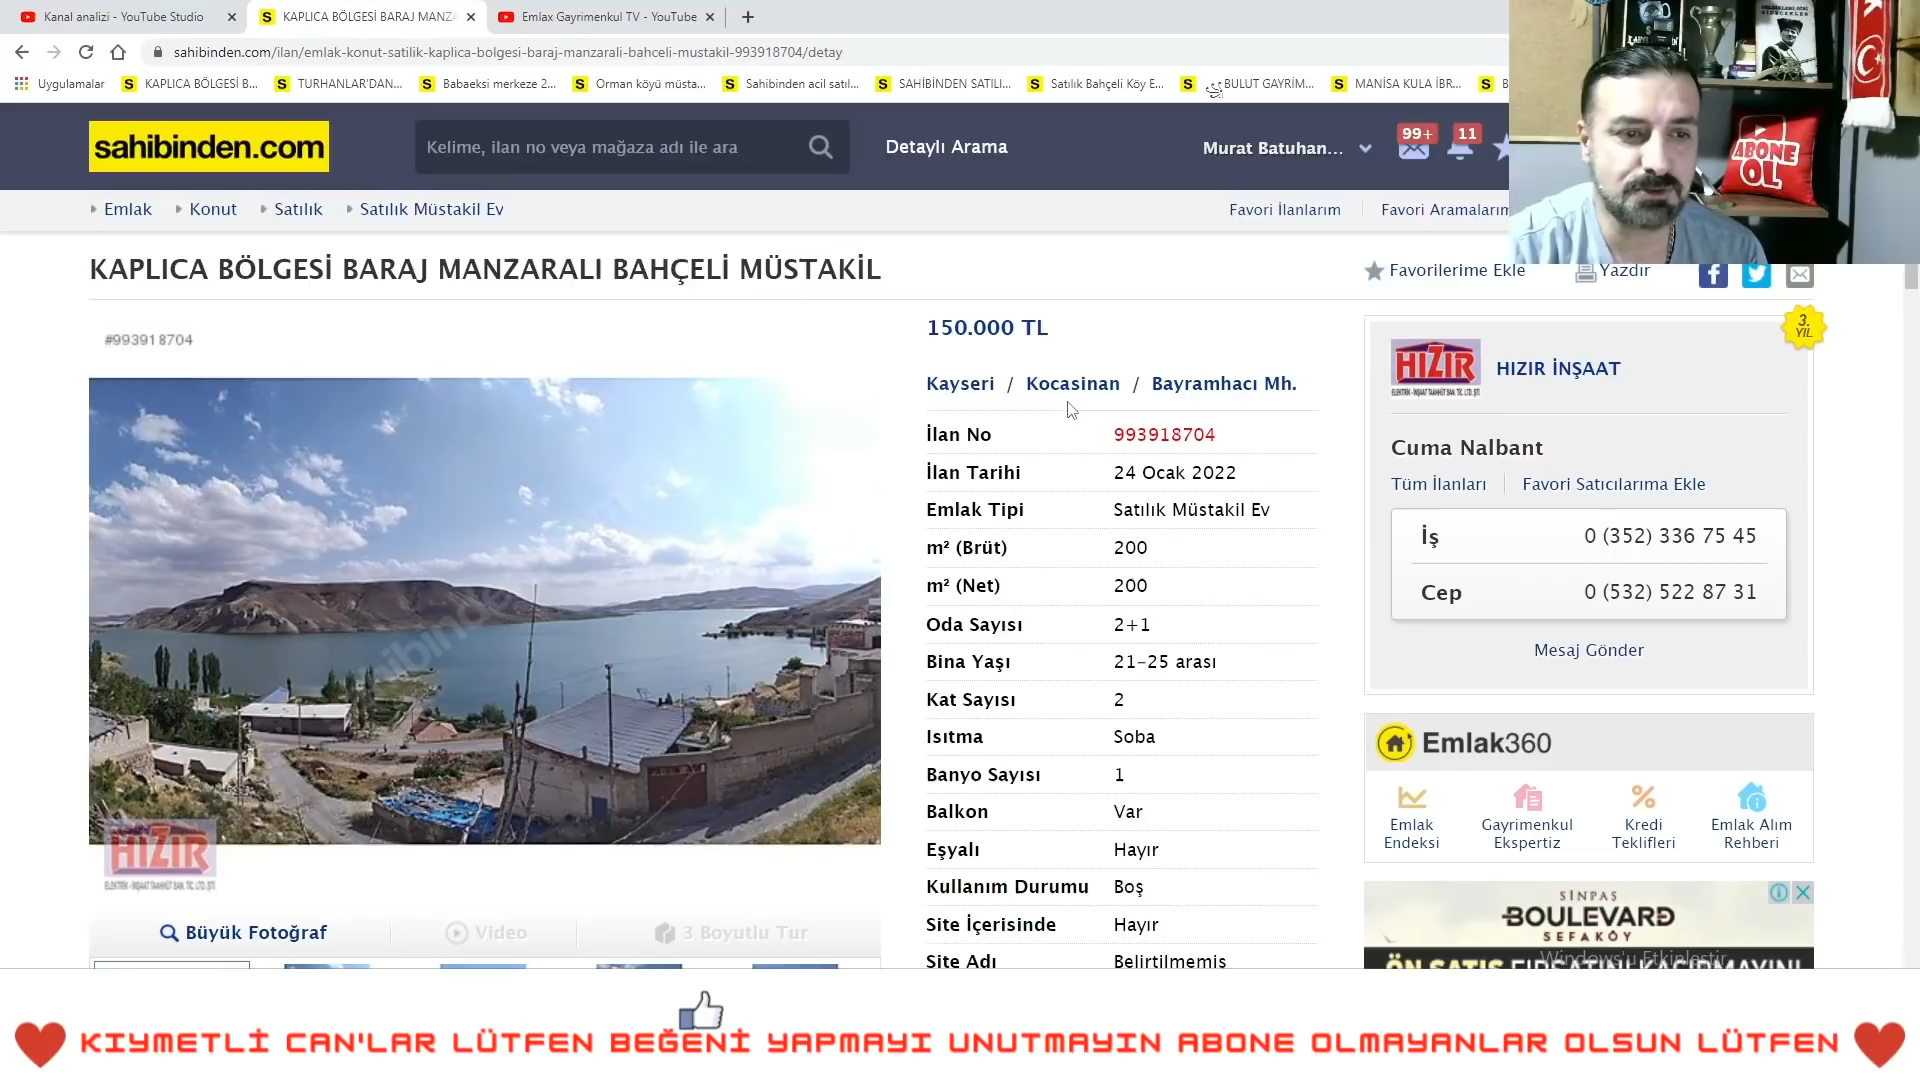 Kanal analizi - YouTube Studio
KAPLICA BÖLGESİ BARAJ MANZA
Emlax Gayrimenkul TV - YouTube
sahibinden.com/ilan/emlak-konut-satilik-kaplica-bolgesi-baraj-manzarali-bahceli-mustakil-993918704/detay
Uygulamalar
KAPLICA BÖLGESİ B...
TURHANLAR'DAN...
Babaeksi merkeze 2...
Orman köyü müsta...
Sahibinden acil satıl...
SAHİBİNDEN SATILI...
Satılık Bahçeli Köy E...
BULUT GAYRİM...
MANİSA KULA İBR...
sahibinden.com
Kelime, ilan no veya mağaza adı ile ara
Detaylı Arama
Murat Batuhan...
99+
11
ABONE
OL
Emlak
Konut
Satılık
Satılık Müstakil Ev
Favori İlanlarım
Favori Aramalarım
KAPLICA BÖLGESİ BARAJ MANZARALI BAHÇELİ MÜSTAKİL
Favorilerime Ekle
Yazdır
#993918704
150.000 TL
Kayseri / Kocasinan / Bayramhacı Mh.
İlan No 993918704
İlan Tarihi 24 Ocak 2022
Emlak Tipi Satılık Müstakil Ev
m² (Brüt) 200
m² (Net) 200
Oda Sayısı 2+1
Bina Yaşı 21-25 arası
Kat Sayısı 2
Isıtma Soba
Banyo Sayısı 1
Balkon Var
Eşyalı Hayır
Kullanım Durumu Boş
Site İçerisinde Hayır
Site Adı Belirtilmemiş
3.
YIL
HIZIR
HIZIR İNŞAAT
Cuma Nalbant
Tüm İlanları
Favori Satıcılarıma Ekle
İş 0 (352) 336 75 45
Cep 0 (532) 522 87 31
Mesaj Gönder
Emlak360
Emlak
Endeksi
Gayrimenkul
Ekspertiz
Kredi
Teklifleri
Emlak Alım
Rehberi
SİNPAŞ
BOULEVARD
SEFAKÖY
ÖN SATIŞ FIRSATINI KAÇIRMAYIN!
Windows'u Etkinleştir
HIZIR
Büyük Fotoğraf
Video
3 Boyutlu Tur
KIYMETLİ CAN'LAR LÜTFEN BEĞENİ YAPMAYI UNUTMAYIN ABONE OLMAYANLAR OLSUN LÜTFEN